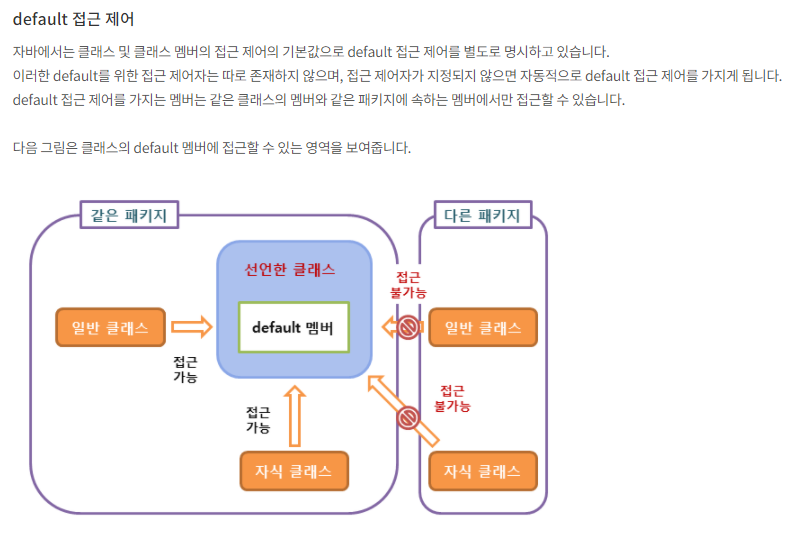 default 접근 제어
자바에서는 클래스 및 클래스 멤버의 접근 제어의 기본값으로 default 접근 제어를 별도로 명시하고 있습니다.
이러한 default를 위한 접근 제어자는 따로 존재하지 않으며, 접근 제어자가 지정되지 않으면 자동적으로 default 접근 제어를 가지게 됩니다.
default 접근 제어를 가지는 멤버는 같은 클래스의 멤버와 같은 패키지에 속하는 멤버에서만 접근할 수 있습니다.
다음 그림은 클래스의 default 멤버에 접근할 수 있는 영역을 보여줍니다.
같은 패키지
다른 패키지
선언한 클래스
접근
불가능
일반 클래스
default 멤버
일반 클래스
접근
가능
접근
불가능
접근
가능
자식 클래스
자식 클래스